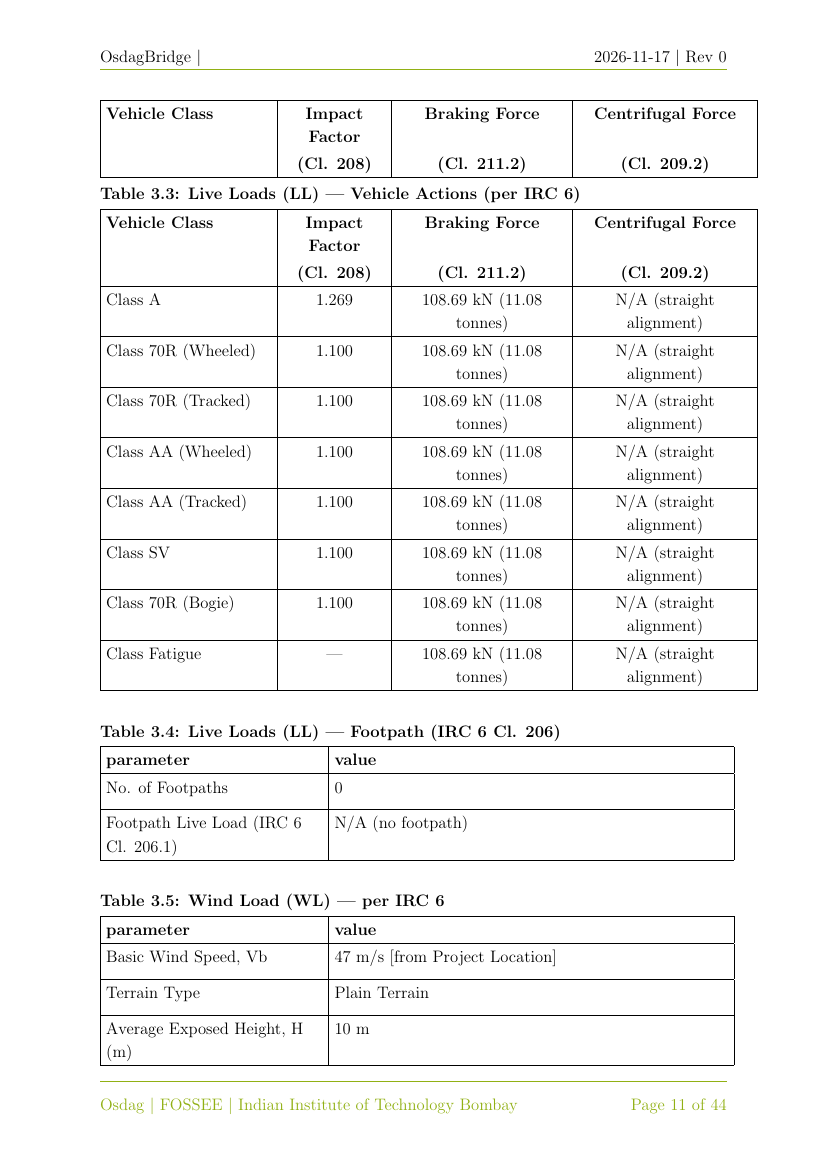 OsdagBridge |
2026-11-17 | Rev 0
Vehicle Class
Impact Factor (Cl. 208)
Braking Force (Cl. 211.2)
Centrifugal Force (Cl. 209.2)
Table 3.3: Live Loads (LL) — Vehicle Actions (per IRC 6)
Vehicle Class
Impact Factor (Cl. 208)
Braking Force (Cl. 211.2)
Centrifugal Force (Cl. 209.2)
Class A
1.269
108.69 kN (11.08 tonnes)
N/A (straight alignment)
Class 70R (Wheeled)
1.100
108.69 kN (11.08 tonnes)
N/A (straight alignment)
Class 70R (Tracked)
1.100
108.69 kN (11.08 tonnes)
N/A (straight alignment)
Class AA (Wheeled)
1.100
108.69 kN (11.08 tonnes)
N/A (straight alignment)
Class AA (Tracked)
1.100
108.69 kN (11.08 tonnes)
N/A (straight alignment)
Class SV
1.100
108.69 kN (11.08 tonnes)
N/A (straight alignment)
Class 70R (Bogie)
1.100
108.69 kN (11.08 tonnes)
N/A (straight alignment)
Class Fatigue
—
108.69 kN (11.08 tonnes)
N/A (straight alignment)
Table 3.4: Live Loads (LL) — Footpath (IRC 6 Cl. 206)
parameter
value
No. of Footpaths
0
Footpath Live Load (IRC 6 Cl. 206.1)
N/A (no footpath)
Table 3.5: Wind Load (WL) — per IRC 6
parameter
value
Basic Wind Speed, Vb
47 m/s [from Project Location]
Terrain Type
Plain Terrain
Average Exposed Height, H (m)
10 m
Osdag | FOSSEE | Indian Institute of Technology Bombay
Page 11 of 44